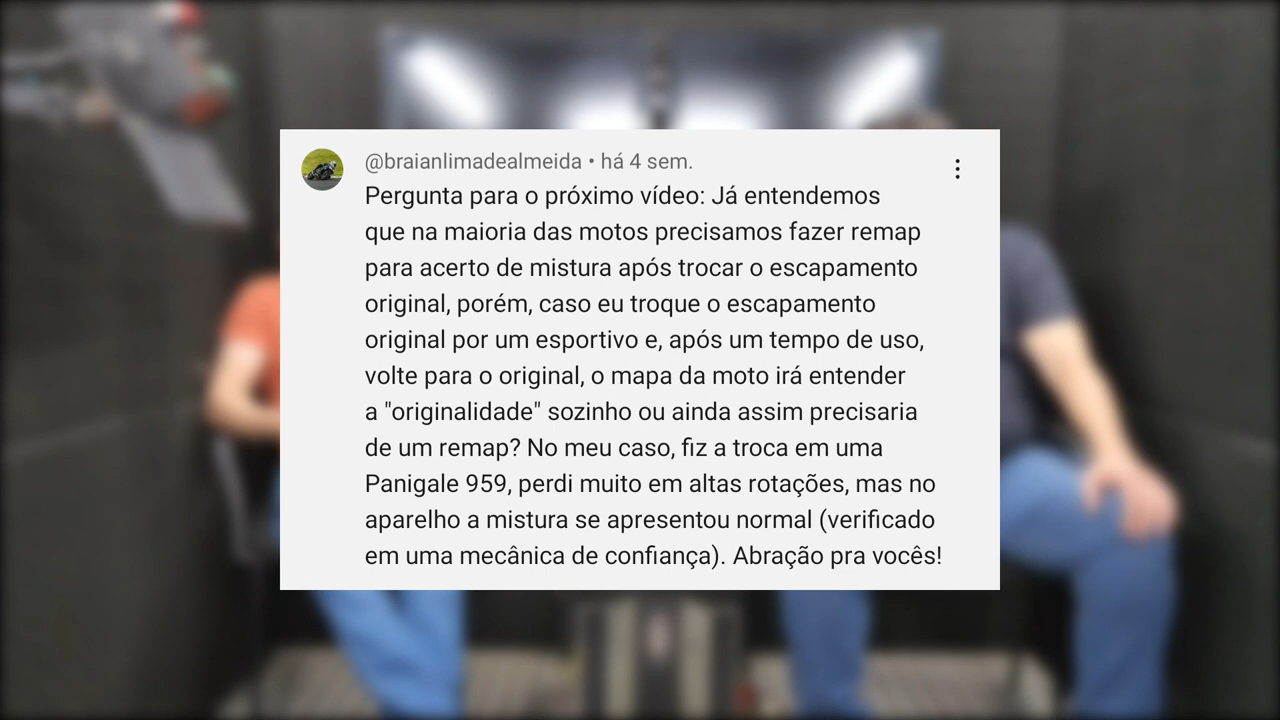 @braianlimadealmeida • há 4 sem.
Pergunta para o próximo vídeo: Já entendemos
que na maioria das motos precisamos fazer remap
para acerto de mistura após trocar o escapamento
original, porém, caso eu troque o escapamento
original por um esportivo e, após um tempo de uso,
volte para o original, o mapa da moto irá entender
a "originalidade" sozinho ou ainda assim precisaria
de um remap? No meu caso, fiz a troca em uma
Panigale 959, perdi muito em altas rotações, mas no
aparelho a mistura se apresentou normal (verificado
em uma mecânica de confiança). Abração pra vocês!